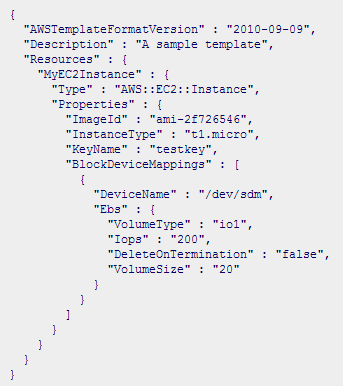 {
  "AWSTemplateFormatVersion" : "2010-09-09",
  "Description" : "A sample template",
  "Resources" : {
    "MyEC2Instance" : {
      "Type" : "AWS::EC2::Instance",
      "Properties" : {
        "ImageId" : "ami-2f726546",
        "InstanceType" : "t1.micro",
        "KeyName" : "testkey",
        "BlockDeviceMappings" : [
          {
            "DeviceName" : "/dev/sdm",
            "Ebs" : {
              "VolumeType" : "io1",
              "Iops" : "200",
              "DeleteOnTermination" : "false",
              "VolumeSize" : "20"
            }
          }
        ]
      }
    }
  }
}